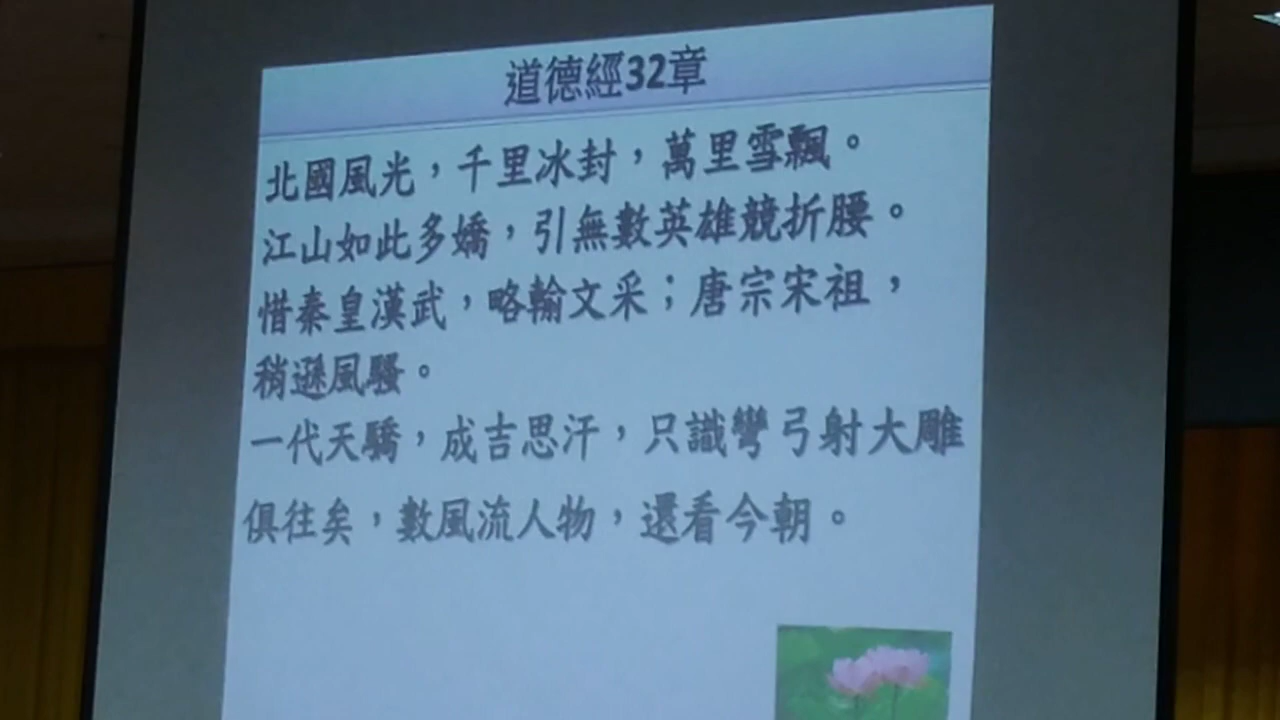 道德經32章
北國風光，千里冰封，萬里雪飄。
江山如此多嬌，引無數英雄競折腰。
惜秦皇漢武，略輸文采；唐宗宋祖，
稍遜風騷。
一代天驕，成吉思汗，只識彎弓射大雕
俱往矣，數風流人物，還看今朝。